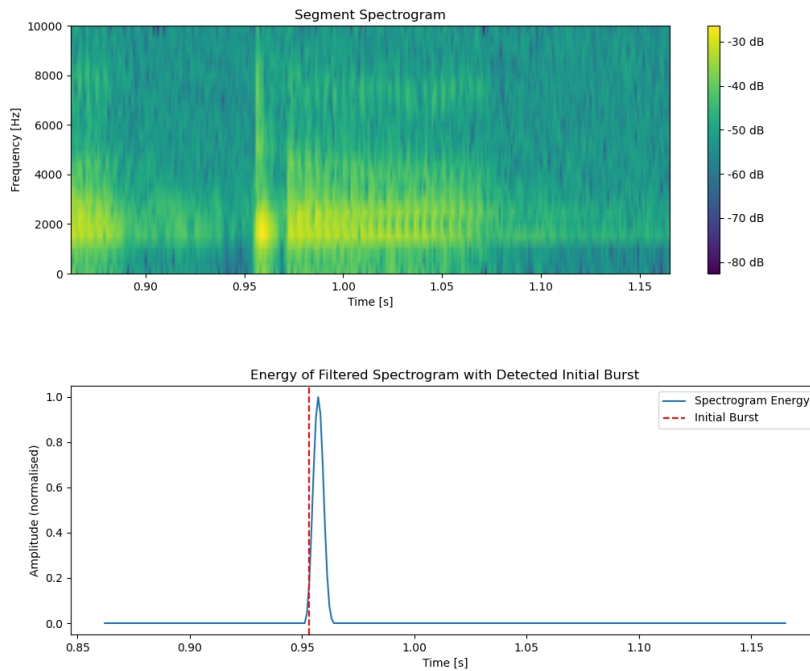 Segment Spectrogram
10000
8000
6000
4000
2000
0
Frequency [Hz]
0.90 0.95 1.00 1.05 1.10 1.15
Time [s]
-30 dB
-40 dB
-50 dB
-60 dB
-70 dB
-80 dB
Energy of Filtered Spectrogram with Detected Initial Burst
1.0
0.8
0.6
0.4
0.2
0.0
Amplitude (normalised)
Spectrogram Energy
Initial Burst
0.85 0.90 0.95 1.00 1.05 1.10 1.15
Time [s]